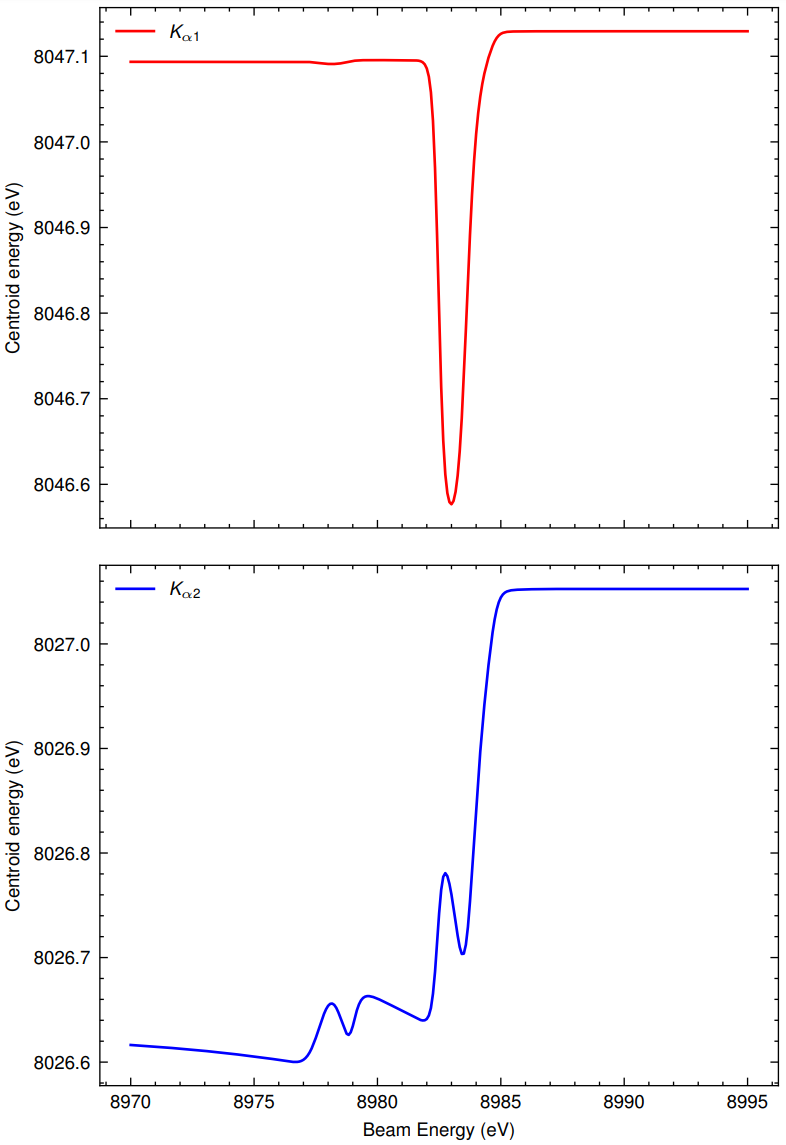 Kα1
8047.1
8047.0
8046.9
8046.8
8046.7
8046.6
Centroid energy (eV)
Kα2
8027.0
8026.9
8026.8
8026.7
8026.6
Centroid energy (eV)
8970 8975 8980 8985 8990 8995
Beam Energy (eV)